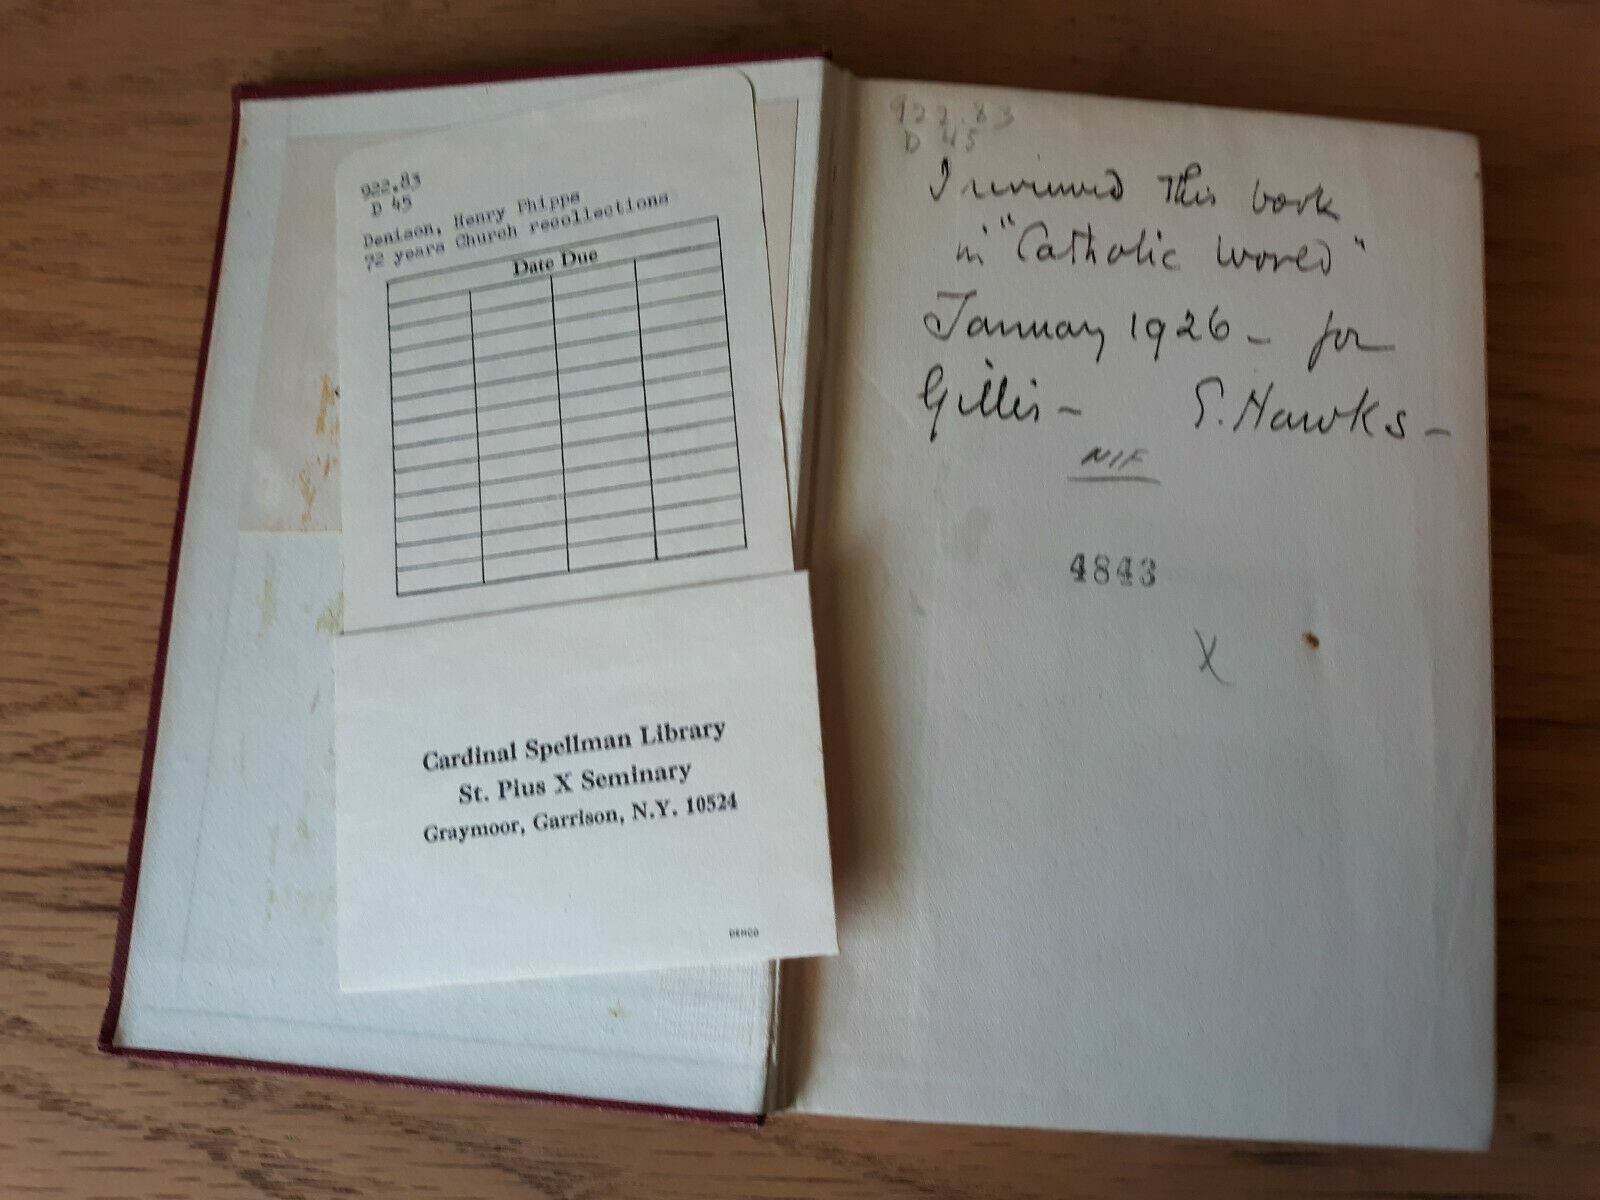 922.83
D 45
Denison, Henry Phipps
72 years Church recollections
Date Due
Cardinal Spellman Library
St. Pius X Seminary
Graymoor, Garrison, N.Y. 10524
DEMCO
922.83
D 45
I reviewed This book
in "Catholic World"
January 1926 – for
Gillis – E. Hawks –
NIF
4843
X